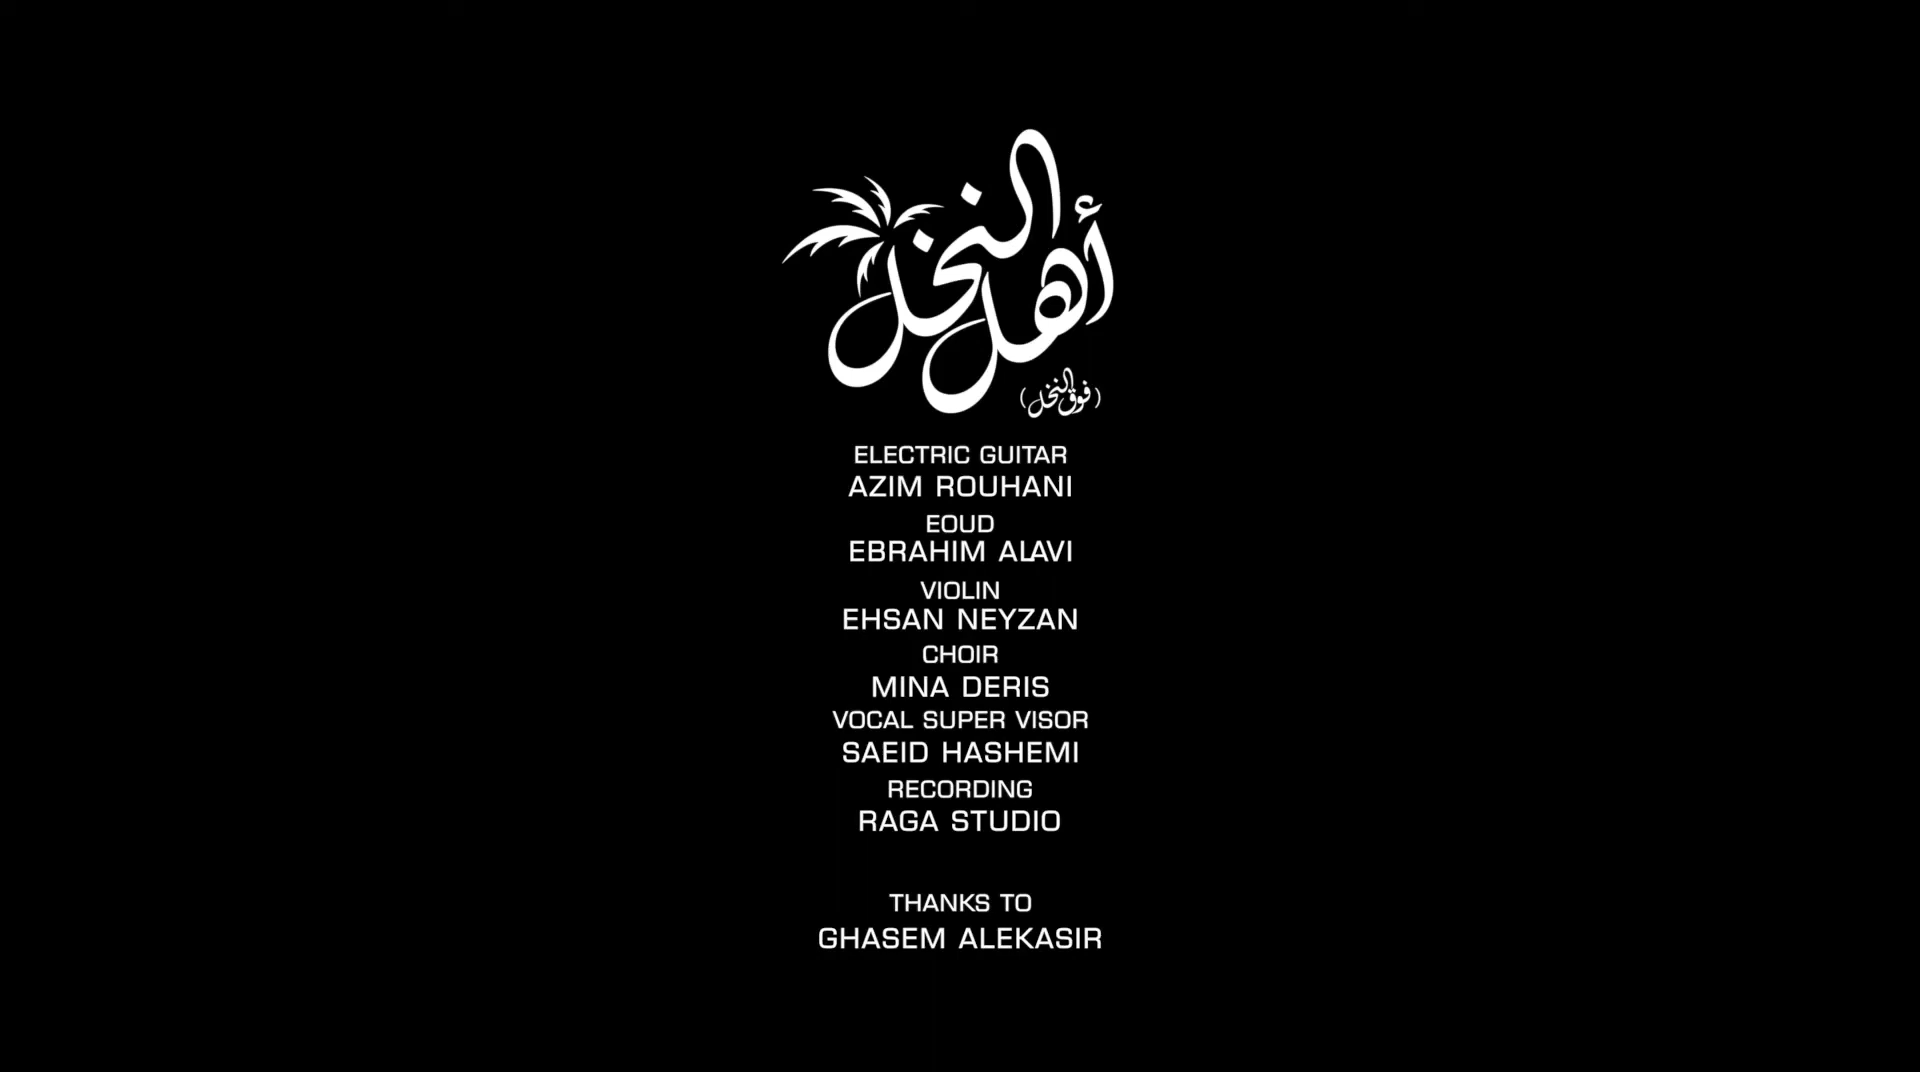 أهل النخل
(فوق النخل)
ELECTRIC GUITAR
AZIM ROUHANI
EOUD
EBRAHIM ALAVI
VIOLIN
EHSAN NEYZAN
CHOIR
MINA DERIS
VOCAL SUPER VISOR
SAEID HASHEMI
RECORDING
RAGA STUDIO
THANKS TO
GHASEM ALEKASIR